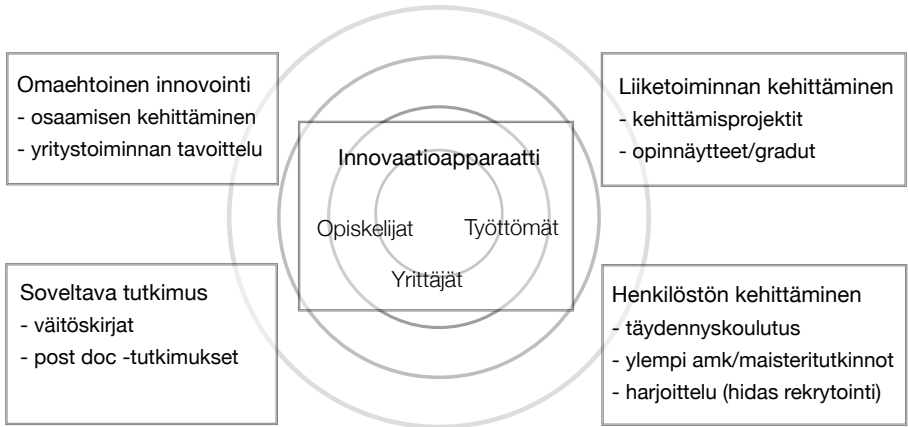 Omaehtoinen innovointi
- osaamisen kehittäminen
- yritystoiminnan tavoittelu
Liiketoiminnan kehittäminen
- kehittämisprojektit
- opinnäytteet/gradut
Innovaatioapparaatti
Opiskelijat
Työttömät
Yrittäjät
Soveltava tutkimus
- väitöskirjat
- post doc -tutkimukset
Henkilöstön kehittäminen
- täydennyskoulutus
- ylempi amk/maisteritutkinnot
- harjoittelu (hidas rekrytointi)